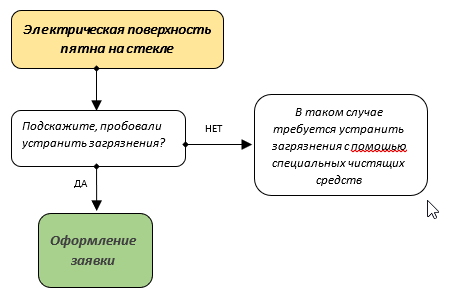 Электрическая поверхность
пятна на стекле
Подскажите, пробовали
устранить загрязнения?
НЕТ
В таком случае
требуется устранить
загрязнения с помошью
специальных чистящих
средств
ДА
Оформление
заявки